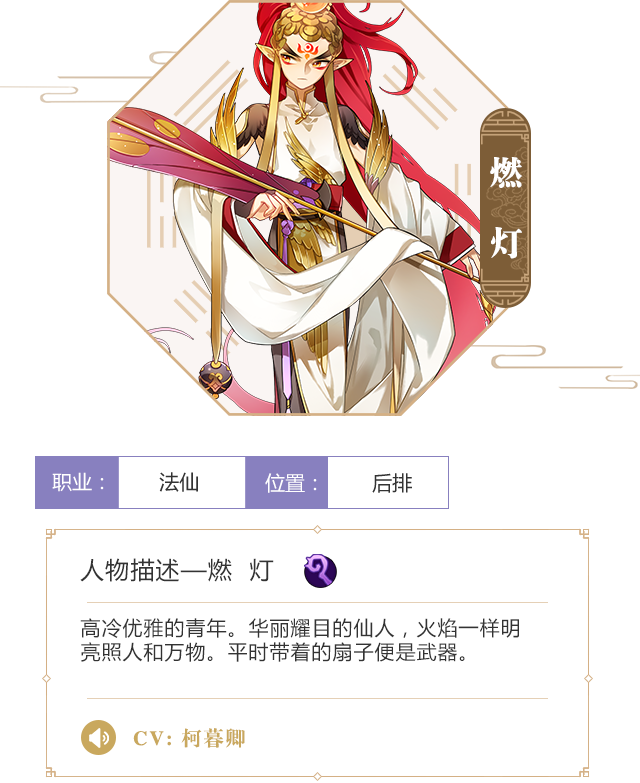 燃灯
职业：
法仙
位置：
后排
人物描述—燃 灯
高冷优雅的青年。华丽耀目的仙人，火焰一样明
亮照人和万物。平时带着的扇子便是武器。
CV: 柯暮卿